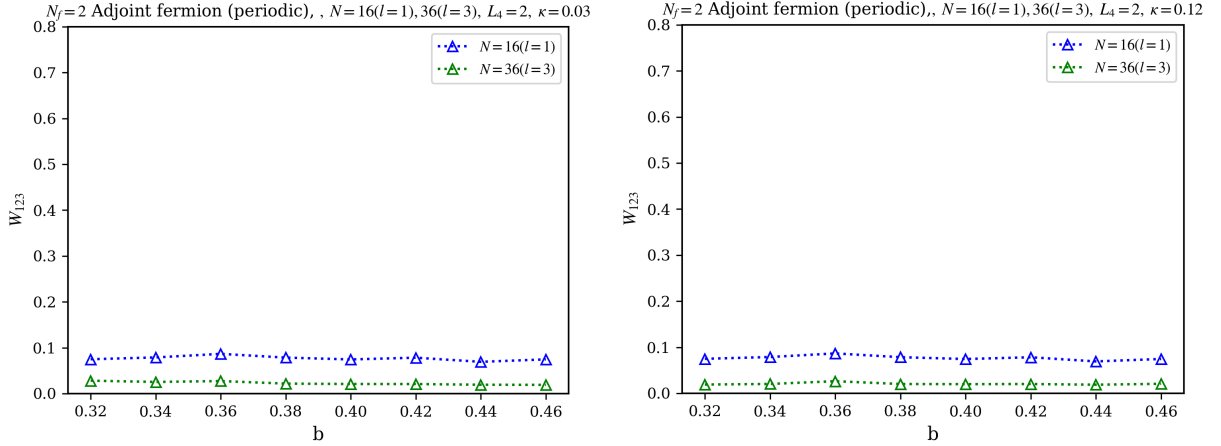 N_f=2 Adjoint fermion (periodic), , N=16(l=1),36(l=3), L_4=2, κ=0.03
0.8
0.7
0.6
0.5
0.4
0.3
0.2
0.1
0.0
W_123
N=16(l=1)
N=36(l=3)
0.32 0.34 0.36 0.38 0.40 0.42 0.44 0.46
b
N_f=2 Adjoint fermion (periodic),, N=16(l=1),36(l=3), L_4=2, κ=0.12
0.8
0.7
0.6
0.5
0.4
0.3
0.2
0.1
0.0
W_123
N=16(l=1)
N=36(l=3)
0.32 0.34 0.36 0.38 0.40 0.42 0.44 0.46
b